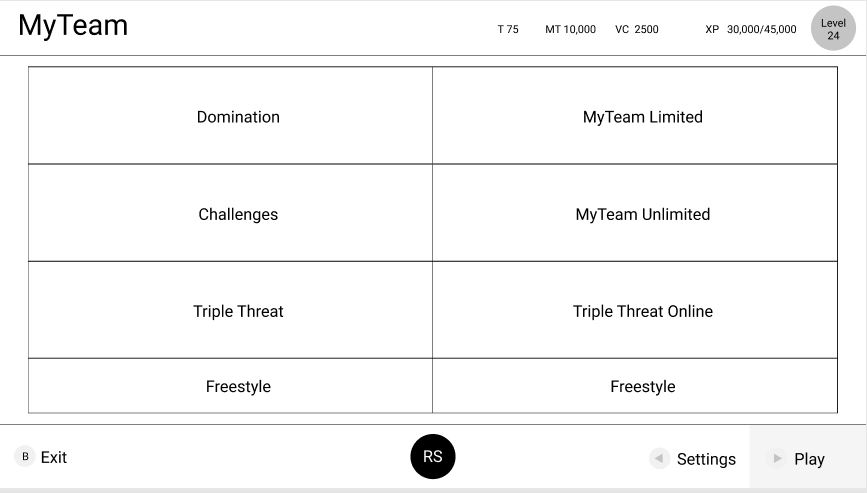 MyTeam
T 75 MT 10,000 VC 2500 XP 30,000/45,000
Level
24
Domination MyTeam Limited
Challenges MyTeam Unlimited
Triple Threat Triple Threat Online
Freestyle Freestyle
B Exit RS Settings Play